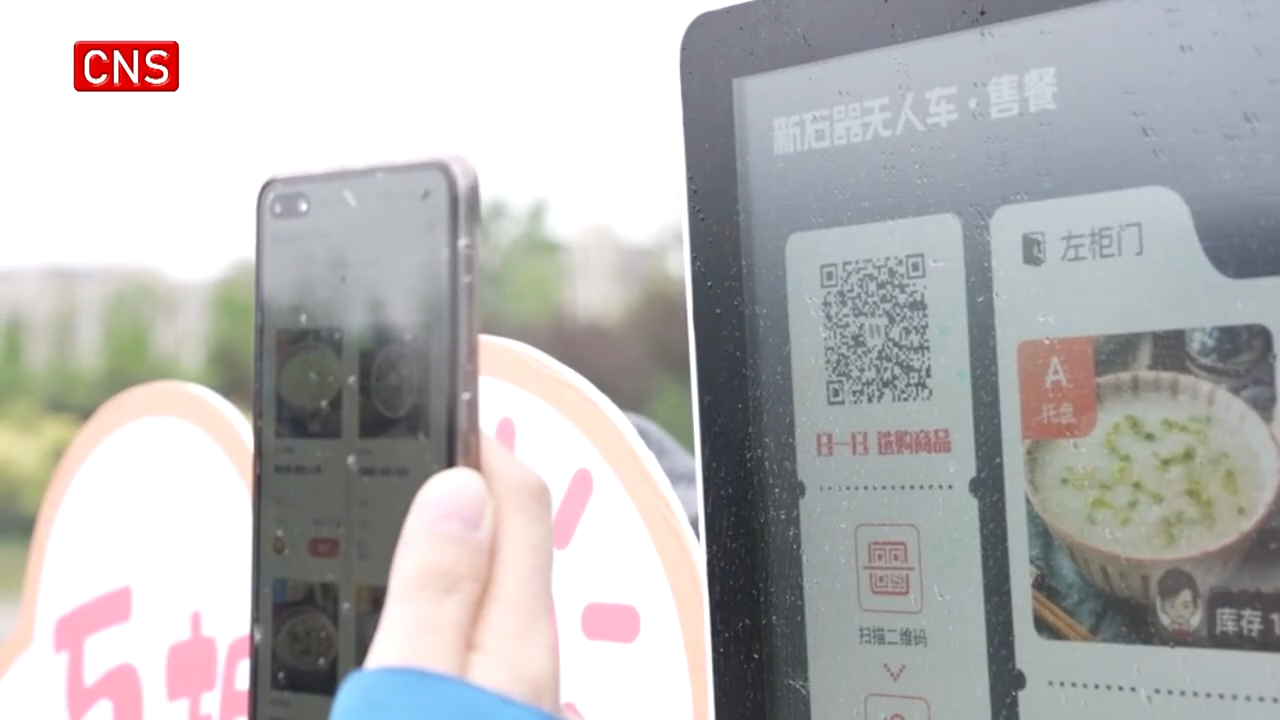 CNS
新石器无人车·售餐
左柜门
A
托盘
扫一扫 选购商品
扫描二维码
库存 1